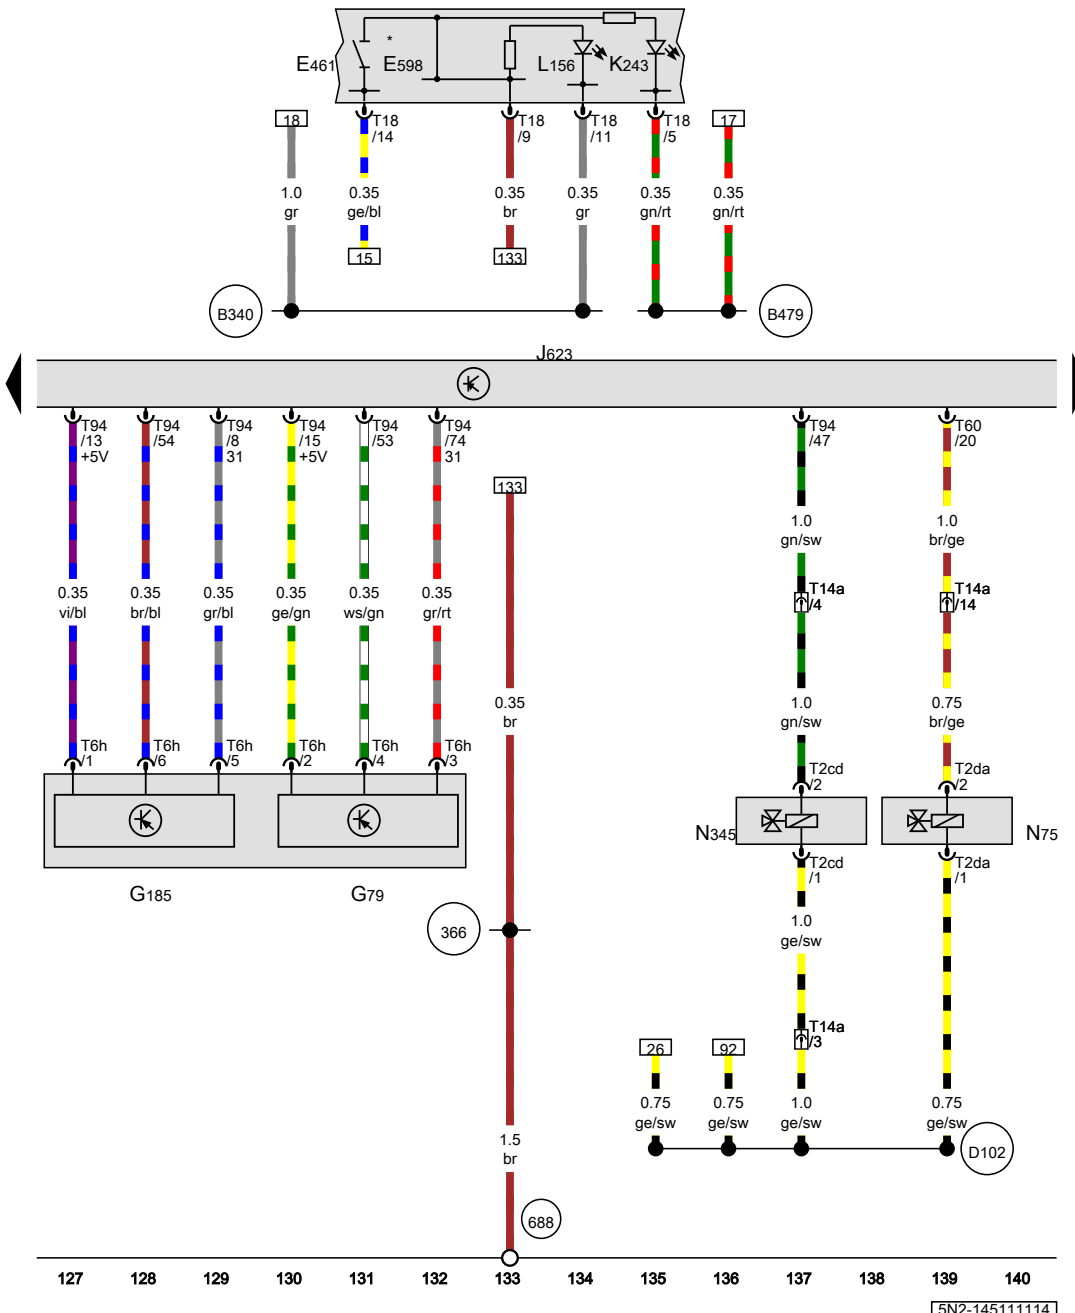 *
E461 E598 L156 K243
18 T18 T18 T18 T18 17
/14 /9 /11 /5
1.0 0.35 0.35 0.35 0.35 0.35
gr ge/bl br gr gn/rt gn/rt
15 133
B340 B479
J623
T94 T94 T94 T94 T94 T94 T94 T60
/13 /54 /8 /15 /53 /74 /47 /20
+5V 31 +5V 31
133
1.0 1.0
gn/sw br/ge
0.35 0.35 0.35 0.35 0.35 0.35 T14a T14a
vi/bl br/bl gr/bl ge/gn ws/gn gr/rt /4 /14
0.35 1.0 0.75
br gn/sw br/ge
T6h T6h T6h T6h T6h T6h
/1 /6 /5 /2 /4 /3
T2cd T2da
/2 /2
N345 N75
T2cd T2da
/1 /1
G185 G79
366
1.0
ge/sw
T14a
/3
26 92
0.75 0.75 1.0 0.75
ge/sw ge/sw ge/sw ge/sw
1.5
br
D102
688
127 128 129 130 131 132 133 134 135 136 137 138 139 140
5N2-145111114